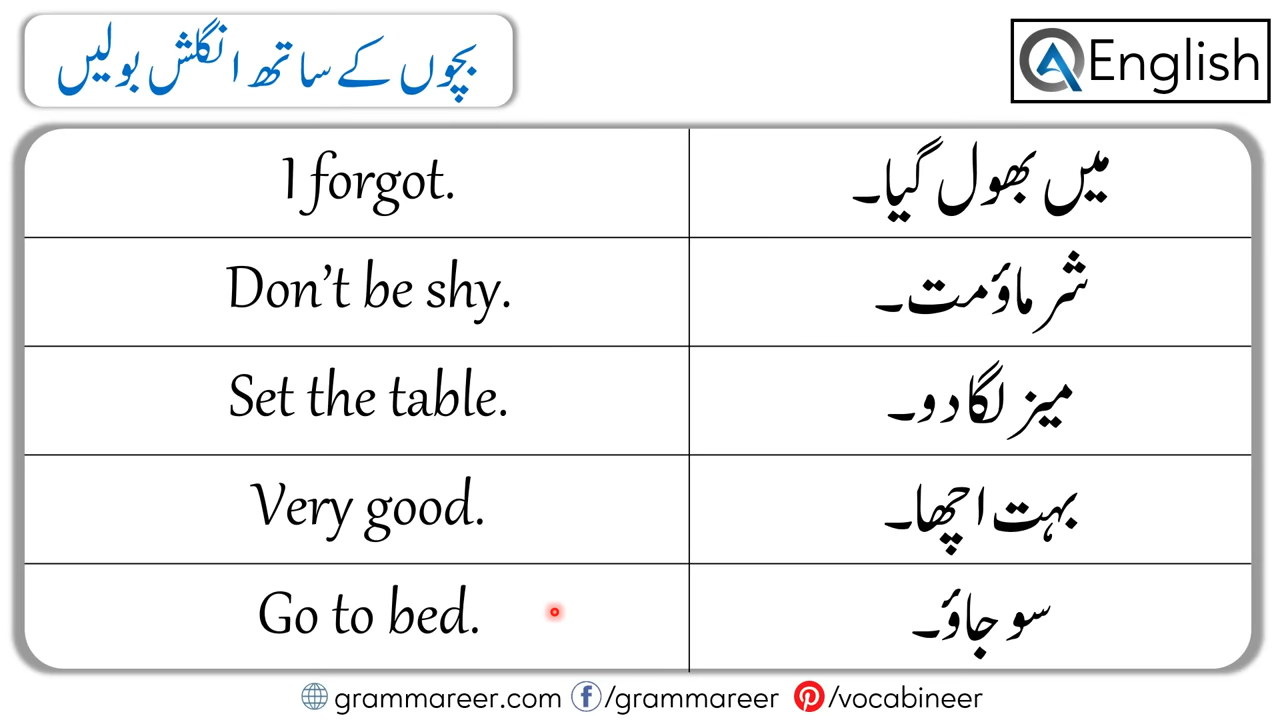 بچوں کے ساتھ انگلش بولیں
AQ English
I forgot.
میں بھول گیا۔
Don't be shy.
شرماؤ مت۔
Set the table.
میز لگا دو۔
Very good.
بہت اچھا۔
Go to bed.
سو جاؤ۔
grammareer.com /grammareer /vocabineer